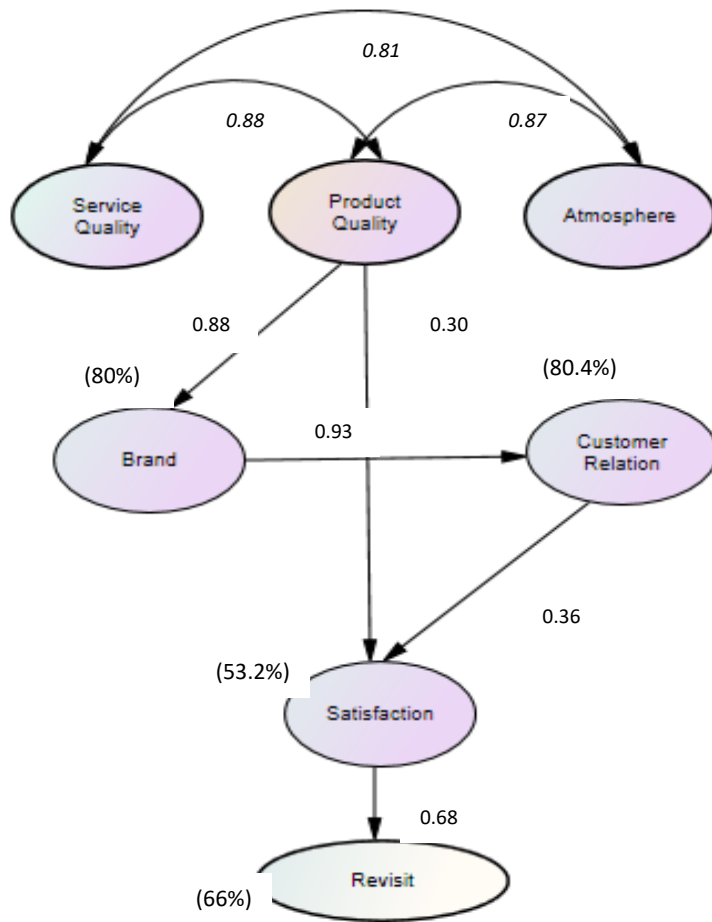 0.81
0.88
0.87
Service
Quality
Product
Quality
Atmosphere
0.88
0.30
(80%)
(80.4%)
0.93
Brand
Customer
Relation
0.36
(53.2%)
Satisfaction
0.68
Revisit
(66%)